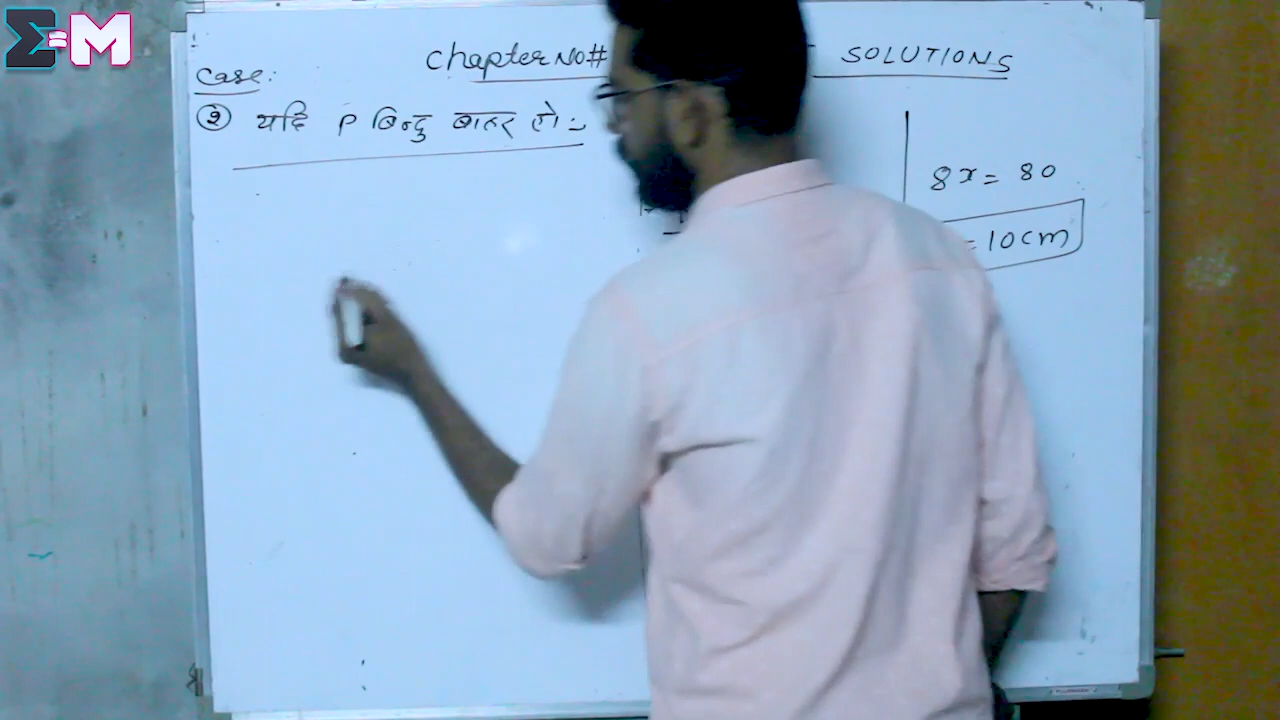 Σ=M
Chapter No# SOLUTIONS
Case:
② यदि P बिन्दु बाहर हो:-
8x = 80
= 10cm